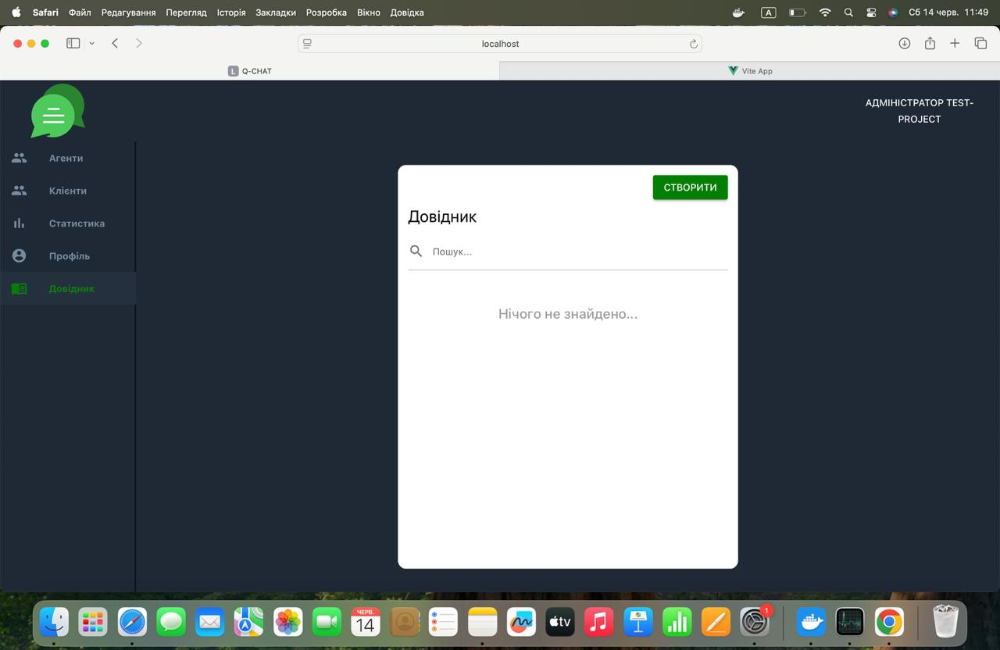 Safari Файл Редагування Перегляд Історія Закладки Розробка Вікно Довідка A Сб 14 черв. 11:49
localhost
L Q-CHAT Vite App
АДМІНІСТРАТОР TEST-
PROJECT
Агенти
Клієнти
Статистика
Профіль
Довідник
СТВОРИТИ
Довідник
Пошук...
Нічого не знайдено...
ЧЕРВ.
14
tv
1